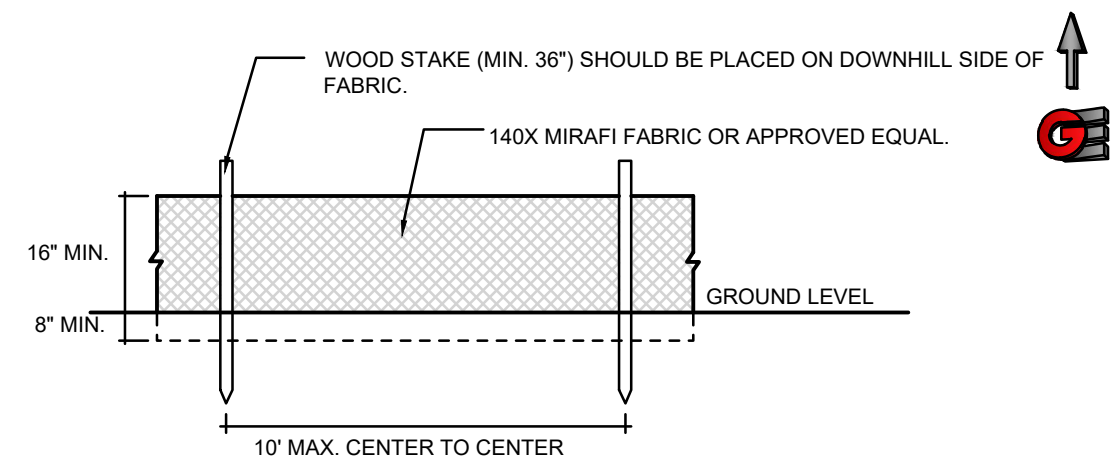 WOOD STAKE (MIN. 36") SHOULD BE PLACED ON DOWNHILL SIDE OF
FABRIC.
140X MIRAFI FABRIC OR APPROVED EQUAL.
16" MIN.
GROUND LEVEL
8" MIN.
10' MAX. CENTER TO CENTER
GE